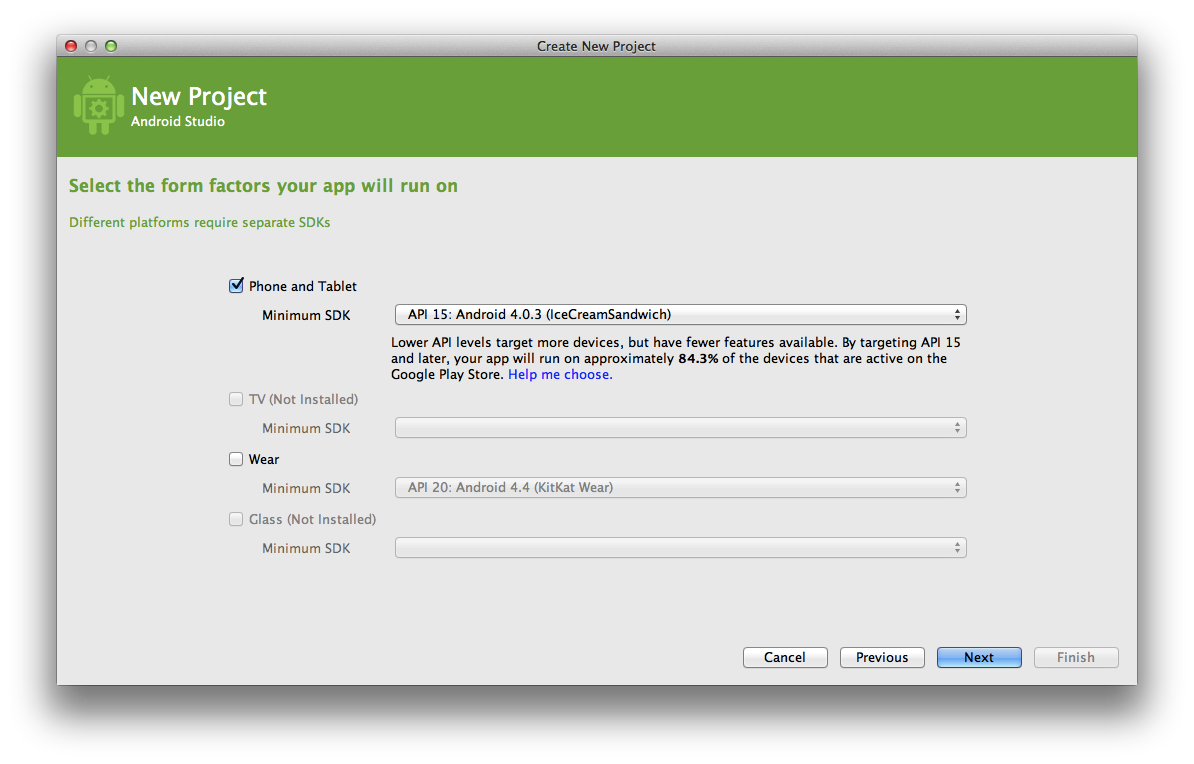 Create New Project
New Project
Android Studio
Select the form factors your app will run on
Different platforms require separate SDKs
Phone and Tablet
Minimum SDK API 15: Android 4.0.3 (IceCreamSandwich)
Lower API levels target more devices, but have fewer features available. By targeting API 15
and later, your app will run on approximately 84.3% of the devices that are active on the
Google Play Store. Help me choose.
TV (Not Installed)
Minimum SDK
Wear
Minimum SDK API 20: Android 4.4 (KitKat Wear)
Glass (Not Installed)
Minimum SDK
Cancel Previous Next Finish